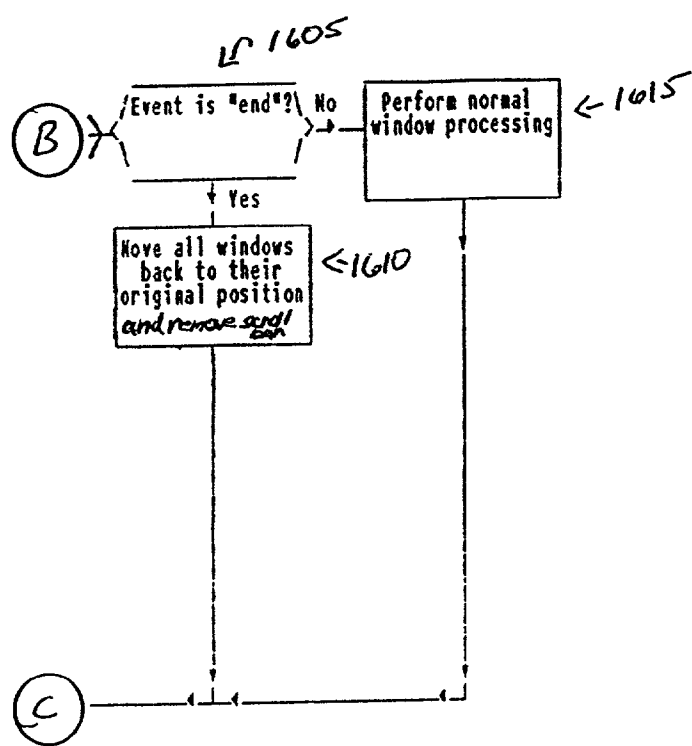 1605
Event is "end"? No
Perform normal
window processing
1615
B
Yes
Move all windows
back to their
original position
and remove scroll
bar
1610
C